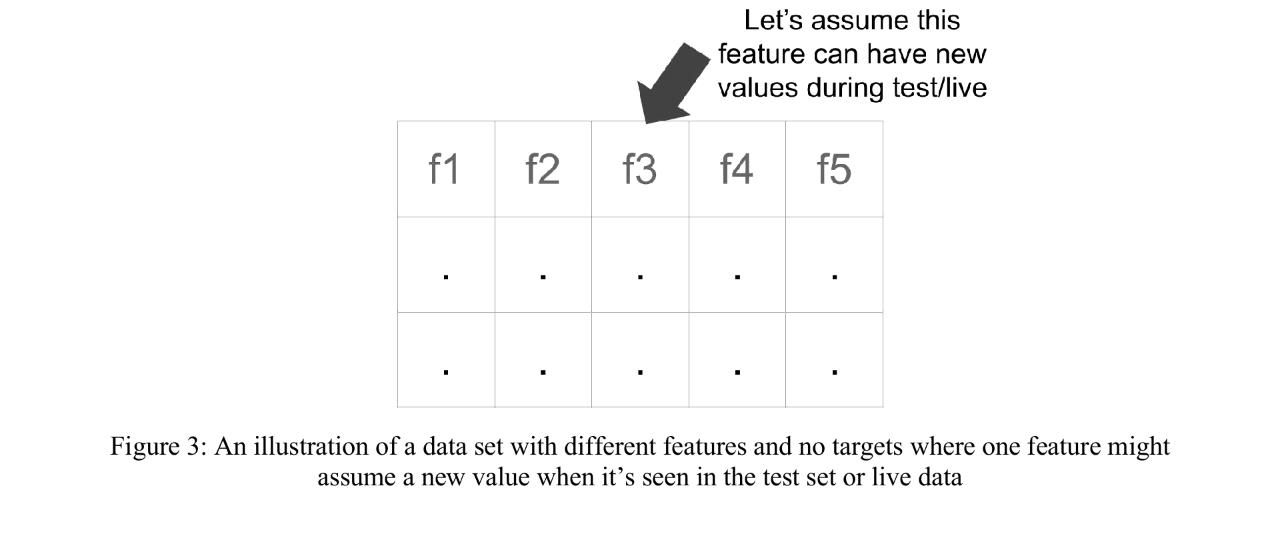 Let’s assume this
feature can have new
values during test/live
f1 f2 f3 f4 f5
. . . . .
. . . . .
Figure 3: An illustration of a data set with different features and no targets where one feature might
assume a new value when it’s seen in the test set or live data